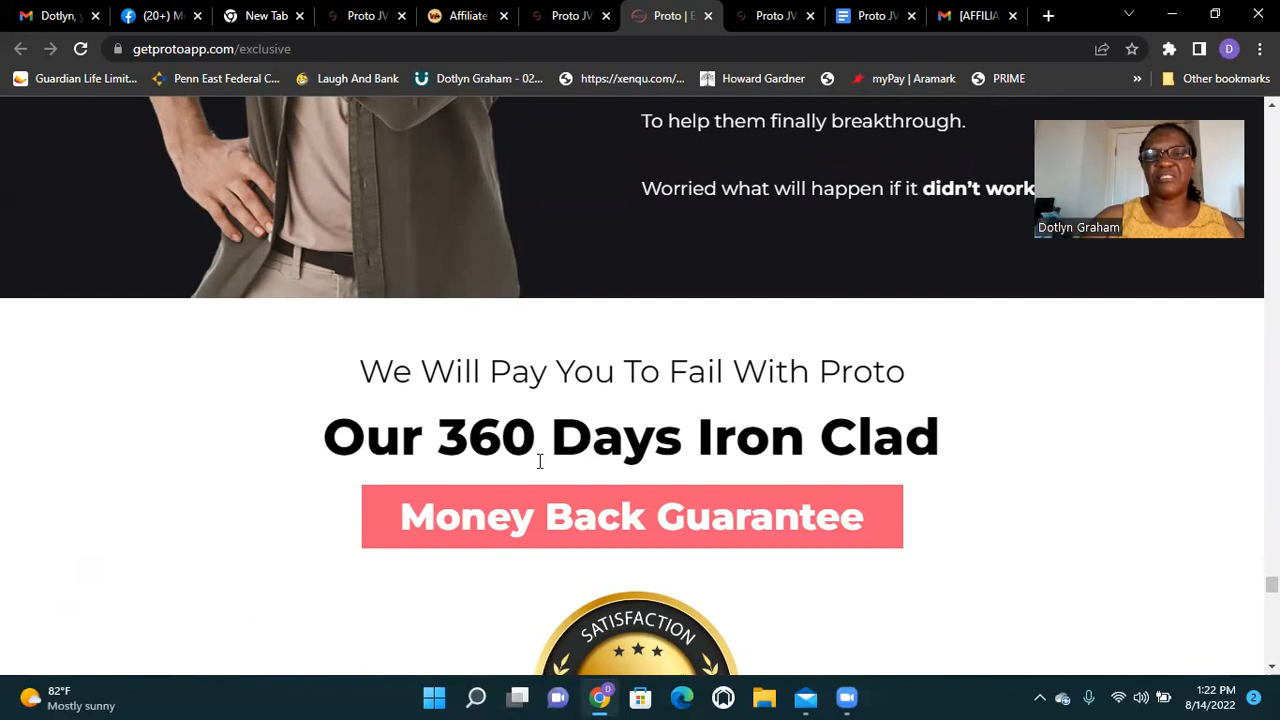 Dotlyn, y
(20+) M
New Tab
Proto JV
Affiliate
Proto JV
Proto | E
Proto JV
Proto JV
[AFFILIA
getprotoapp.com/exclusive
D
Guardian Life Limit...
Penn East Federal C...
Laugh And Bank
Dotlyn Graham - 02...
https://xenqu.com/...
Howard Gardner
myPay | Aramark
PRIME
»
Other bookmarks
To help them finally breakthrough.
Worried what will happen if it didn't work
Dotlyn Graham
We Will Pay You To Fail With Proto
Our 360 Days Iron Clad
Money Back Guarantee
SATISFACTION
82°F
Mostly sunny
D
1:22 PM
8/14/2022
2